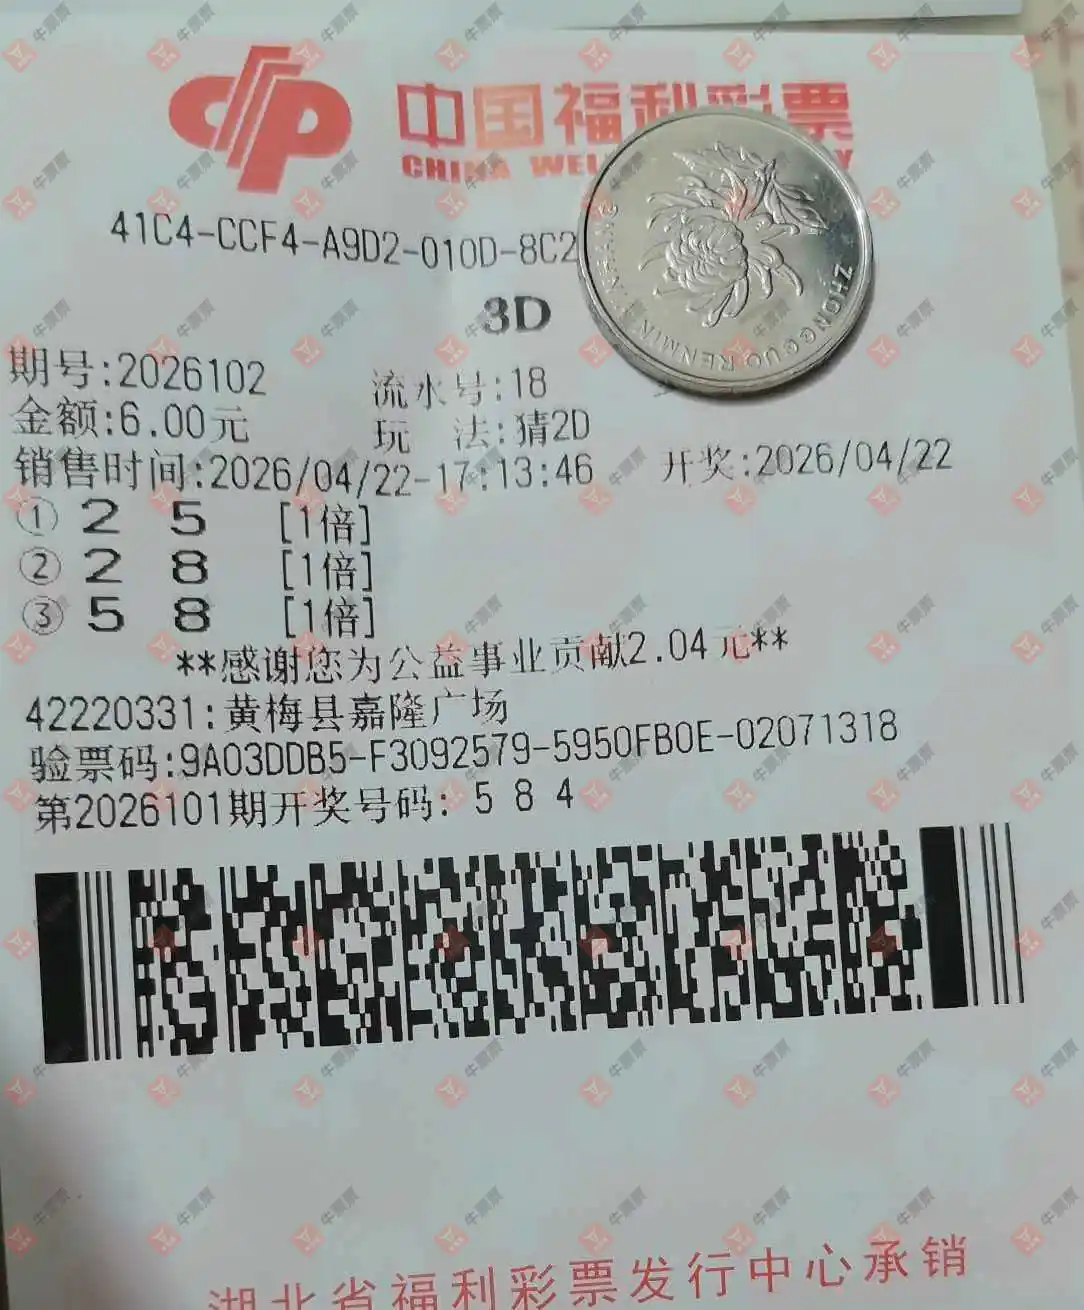 中国福利彩票
CHINA WEL
41C4-CCF4-A9D2-010D-8C2
3D
期号:2026102 流水号:18
金额:6.00元 玩 法:猜2D
销售时间:2026/04/22-17:13:46 开奖:2026/04/22
① 2 5 [1倍]
② 2 8 [1倍]
③ 5 8 [1倍]
**感谢您为公益事业贡献2.04元**
42220331:黄梅县嘉隆广场
验票码:9A03DDB5-F3092579-5950FB0E-02071318
第2026101期开奖号码: 5 8 4
湖北省福利彩票发行中心承销
ZHONGGUO RENMIN YINHANG
牛票票